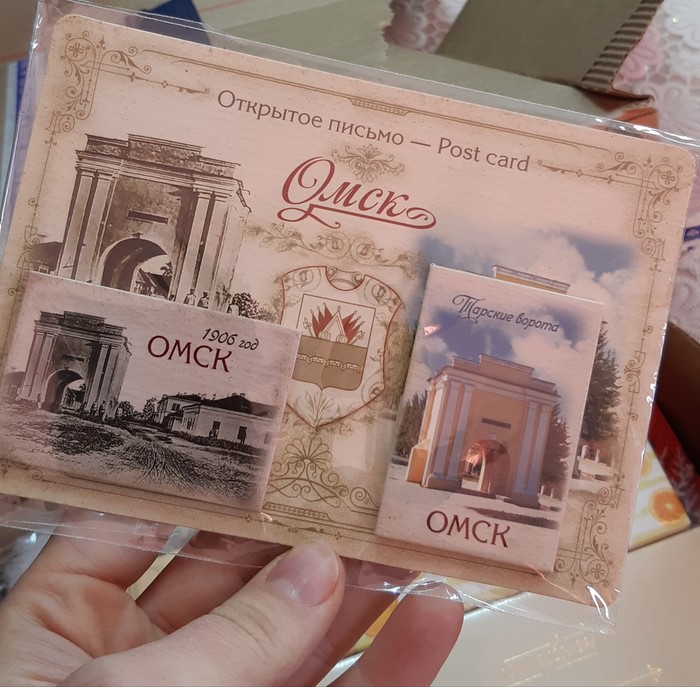 Открытое письмо — Post card
Омск
1906 год
ОМСК
Тарские ворота
ОМСК